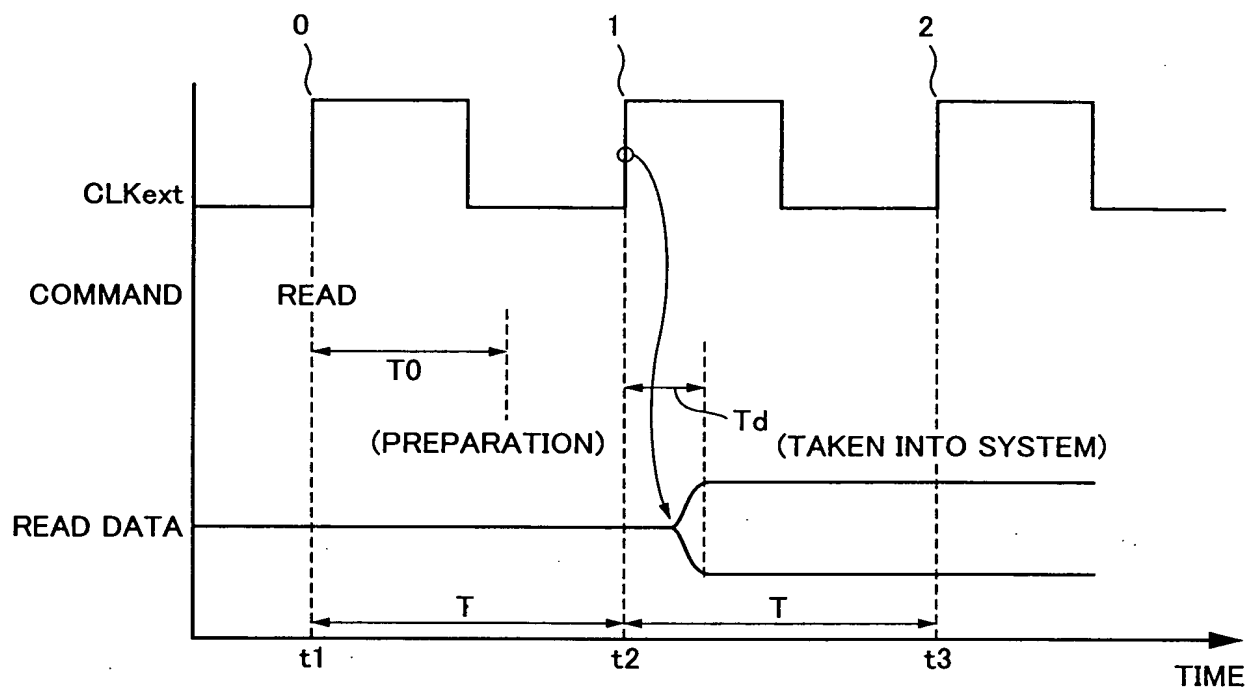 0 1 2
CLKext
COMMAND READ
T0
Td
(PREPARATION) (TAKEN INTO SYSTEM)
READ DATA
T T
t1 t2 t3
TIME